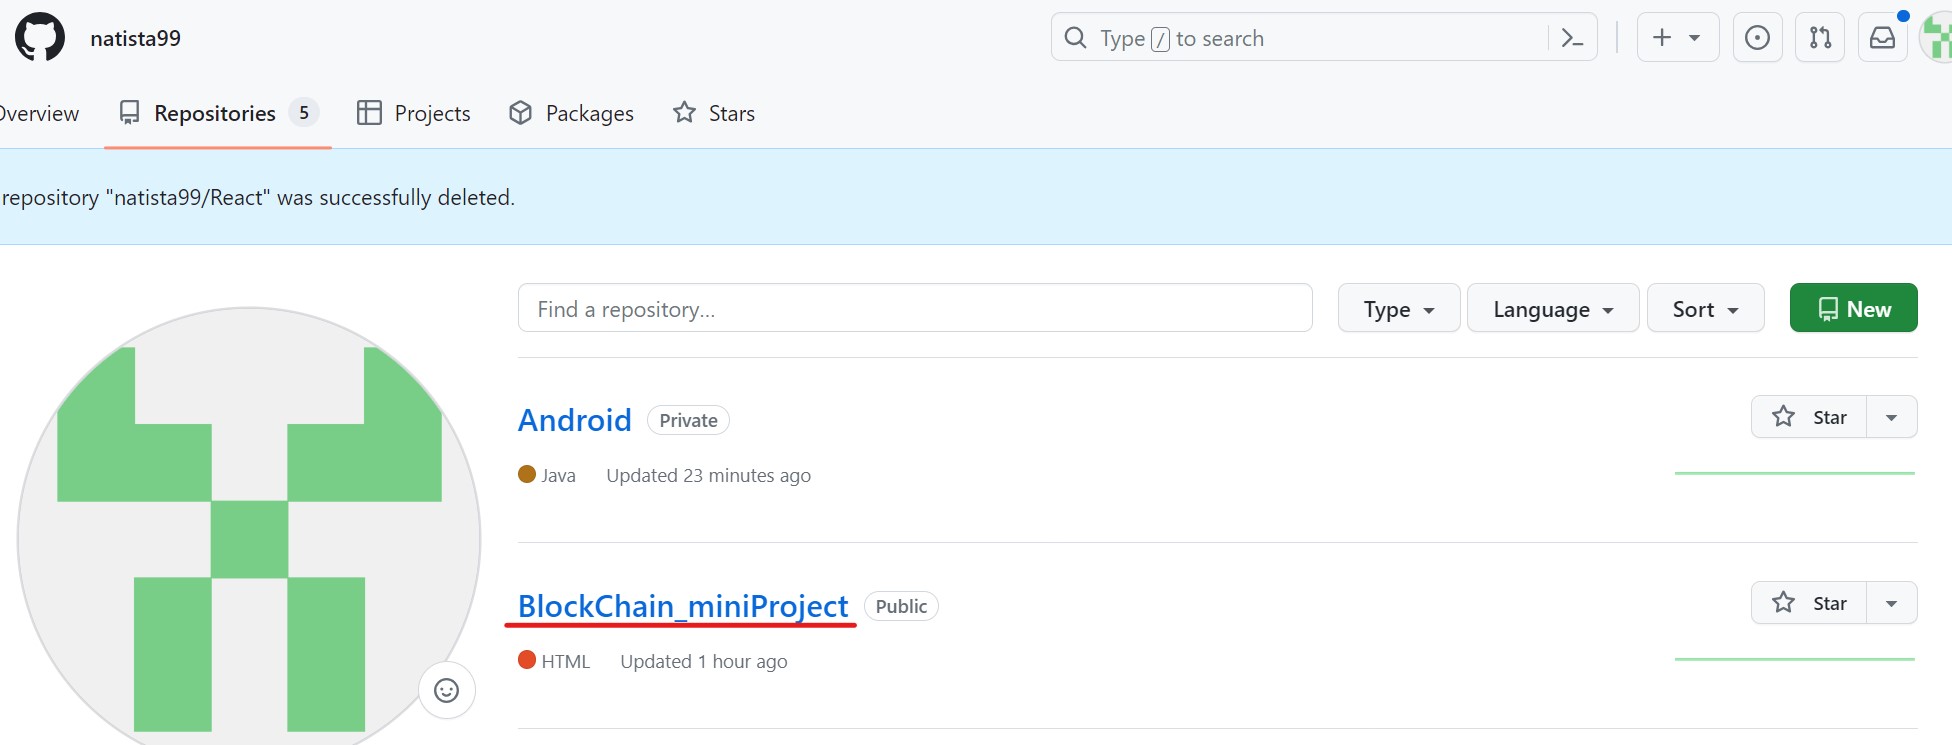 natista99
Type / to search
Overview
Repositories 5
Projects
Packages
Stars
repository "natista99/React" was successfully deleted.
Find a repository...
Type
Language
Sort
New
Android Private
Star
Java Updated 23 minutes ago
BlockChain_miniProject Public
Star
HTML Updated 1 hour ago